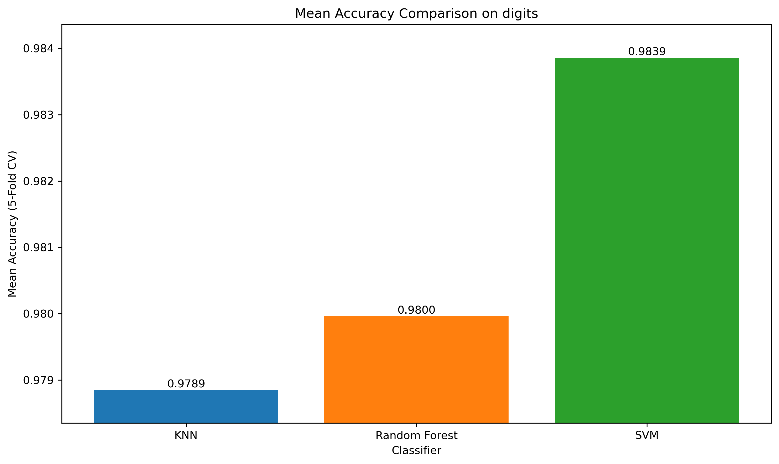 Mean Accuracy Comparison on digits
Mean Accuracy (5-Fold CV)
0.984
0.983
0.982
0.981
0.980
0.979
0.9789
0.9800
0.9839
KNN
Random Forest
SVM
Classifier